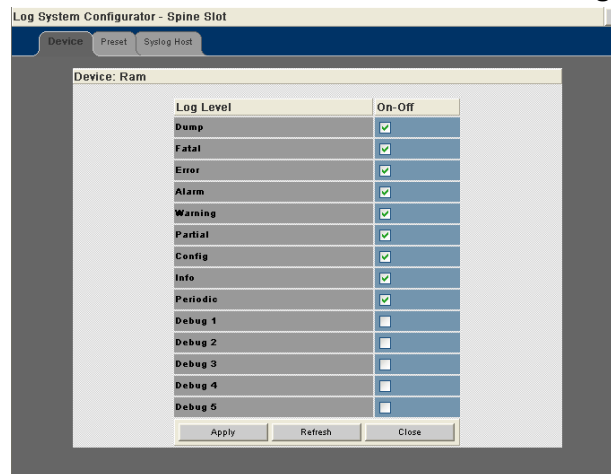 Log System Configurator - Spine Slot
Device Preset Syslog Host
Device: Ram
Log Level On-Off
Dump
Fatal
Error
Alarm
Warning
Partial
Config
Info
Periodic
Debug 1
Debug 2
Debug 3
Debug 4
Debug 5
Apply Refresh Close